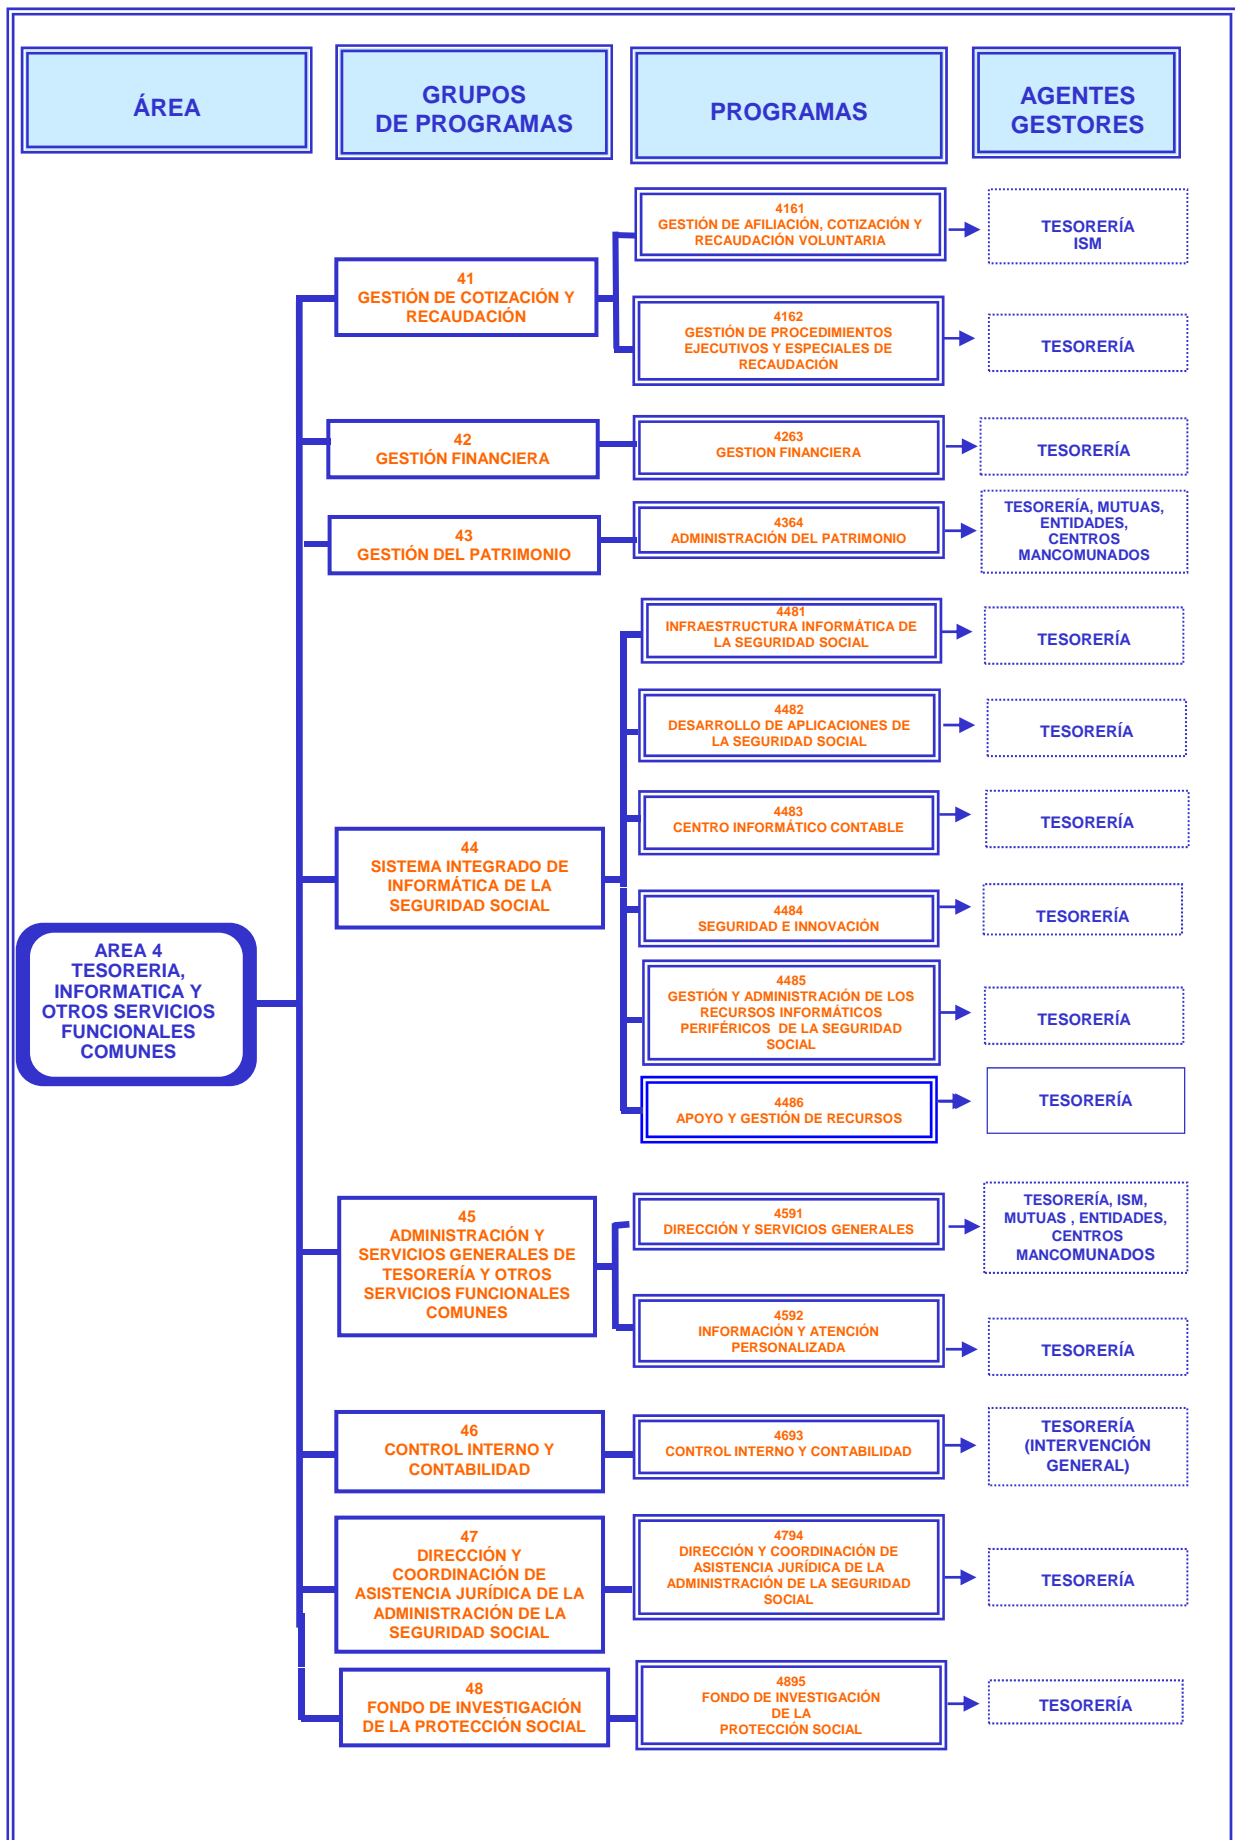 ÁREA
GRUPOS
DE PROGRAMAS
PROGRAMAS
AGENTES
GESTORES
AREA 4
TESORERIA,
INFORMATICA Y
OTROS SERVICIOS
FUNCIONALES
COMUNES
41
GESTIÓN DE COTIZACIÓN Y
RECAUDACIÓN
4161
GESTIÓN DE AFILIACIÓN, COTIZACIÓN Y
RECAUDACIÓN VOLUNTARIA
TESORERÍA
ISM
4162
GESTIÓN DE PROCEDIMIENTOS
EJECUTIVOS Y ESPECIALES DE
RECAUDACIÓN
TESORERÍA
42
GESTIÓN FINANCIERA
4263
GESTION FINANCIERA
TESORERÍA
43
GESTIÓN DEL PATRIMONIO
4364
ADMINISTRACIÓN DEL PATRIMONIO
TESORERÍA, MUTUAS,
ENTIDADES,
CENTROS
MANCOMUNADOS
44
SISTEMA INTEGRADO DE
INFORMÁTICA DE LA
SEGURIDAD SOCIAL
4481
INFRAESTRUCTURA INFORMÁTICA DE
LA SEGURIDAD SOCIAL
TESORERÍA
4482
DESARROLLO DE APLICACIONES DE
LA SEGURIDAD SOCIAL
TESORERÍA
4483
CENTRO INFORMÁTICO CONTABLE
TESORERÍA
4484
SEGURIDAD E INNOVACIÓN
TESORERÍA
4485
GESTIÓN Y ADMINISTRACIÓN DE LOS
RECURSOS INFORMÁTICOS
PERIFÉRICOS DE LA SEGURIDAD
SOCIAL
TESORERÍA
4486
APOYO Y GESTIÓN DE RECURSOS
TESORERÍA
45
ADMINISTRACIÓN Y
SERVICIOS GENERALES DE
TESORERÍA Y OTROS
SERVICIOS FUNCIONALES
COMUNES
4591
DIRECCIÓN Y SERVICIOS GENERALES
TESORERÍA, ISM,
MUTUAS , ENTIDADES,
CENTROS
MANCOMUNADOS
4592
INFORMACIÓN Y ATENCIÓN
PERSONALIZADA
TESORERÍA
46
CONTROL INTERNO Y
CONTABILIDAD
4693
CONTROL INTERNO Y CONTABILIDAD
TESORERÍA
(INTERVENCIÓN
GENERAL)
47
DIRECCIÓN Y
COORDINACIÓN DE
ASISTENCIA JURÍDICA DE LA
ADMINISTRACIÓN DE LA
SEGURIDAD SOCIAL
4794
DIRECCIÓN Y COORDINACIÓN DE
ASISTENCIA JURÍDICA DE LA
ADMINISTRACIÓN DE LA SEGURIDAD
SOCIAL
TESORERÍA
48
FONDO DE INVESTIGACIÓN
DE LA PROTECCIÓN SOCIAL
4895
FONDO DE INVESTIGACIÓN
DE LA
PROTECCIÓN SOCIAL
TESORERÍA